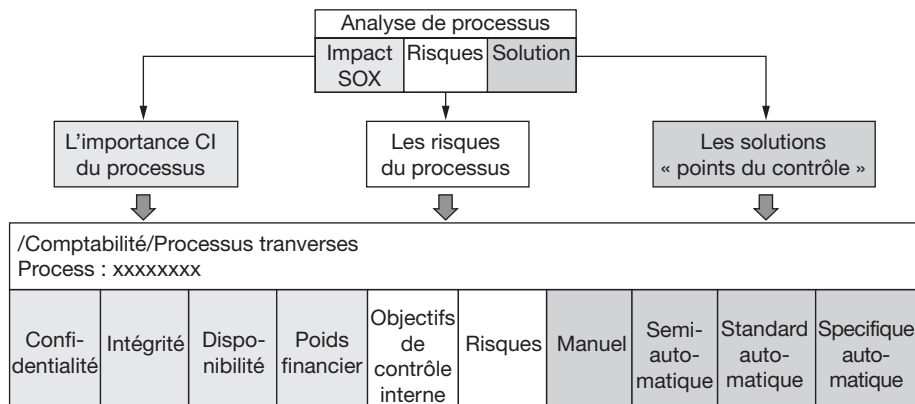 Analyse de processus
Impact
SOX
Risques
Solution
L'importance CI
du processus
Les risques
du processus
Les solutions
« points du contrôle »
/Comptabilité/Processus tranverses
Process : xxxxxxxx
Confi-
dentialité
Intégrité
Dispo-
nibilité
Poids
financier
Objectifs
de
contrôle
interne
Risques
Manuel
Semi-
auto-
matique
Standard
auto-
matique
Specifique
auto-
matique